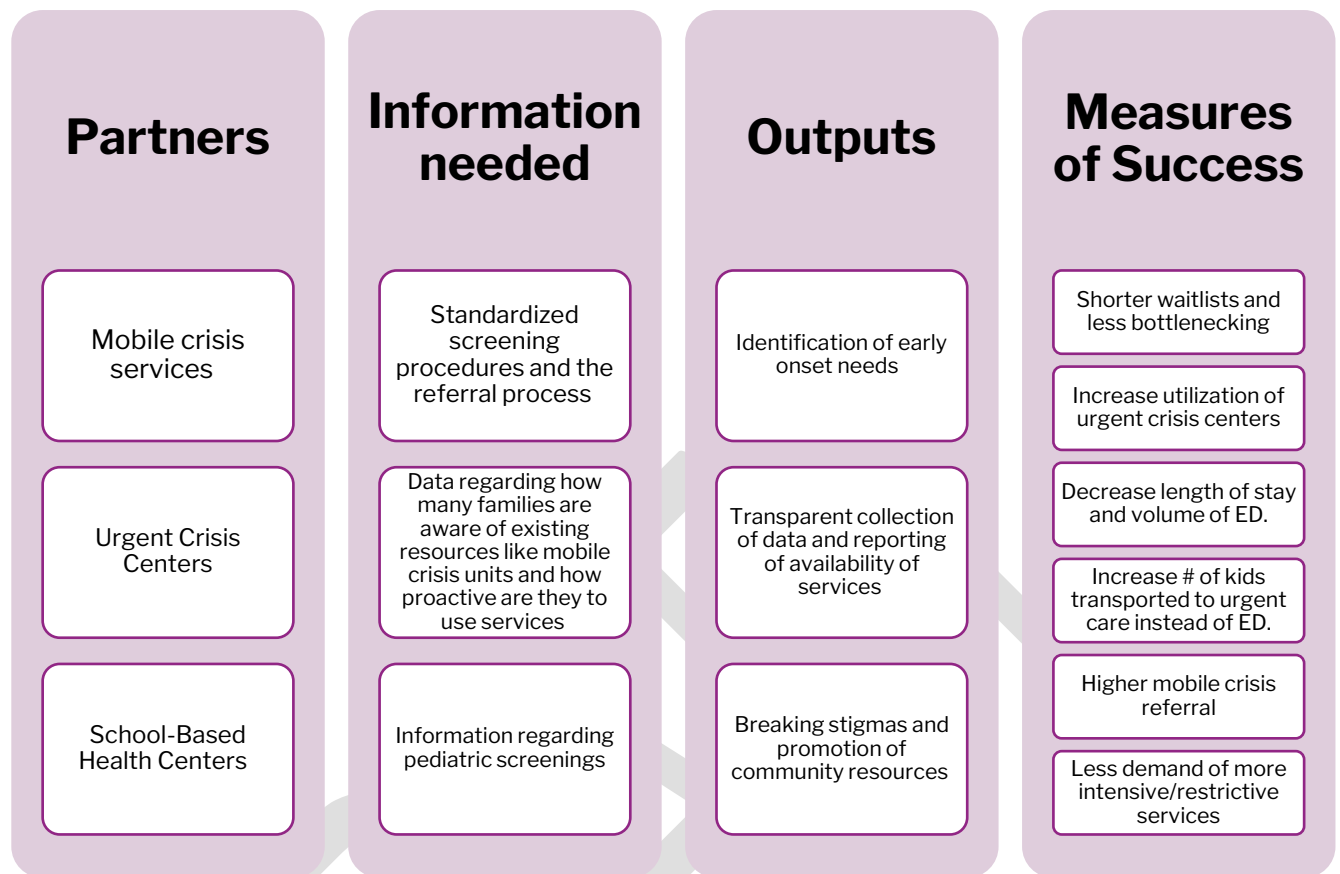 Partners
Mobile crisis
services
Urgent Crisis
Centers
School-Based
Health Centers
Information
needed
Standardized
screening
procedures and the
referral process
Data regarding how
many families are
aware of existing
resources like mobile
crisis units and how
proactive are they to
use services
Information regarding
pediatric screenings
Outputs
Identification of early
onset needs
Transparent collection
of data and reporting
of availability of
services
Breaking stigmas and
promotion of
community resources
Measures
of Success
Shorter waitlists and
less bottlenecking
Increase utilization of
urgent crisis centers
Decrease length of stay
and volume of ED.
Increase # of kids
transported to urgent
care instead of ED.
Higher mobile crisis
referral
Less demand of more
intensive/restrictive
services